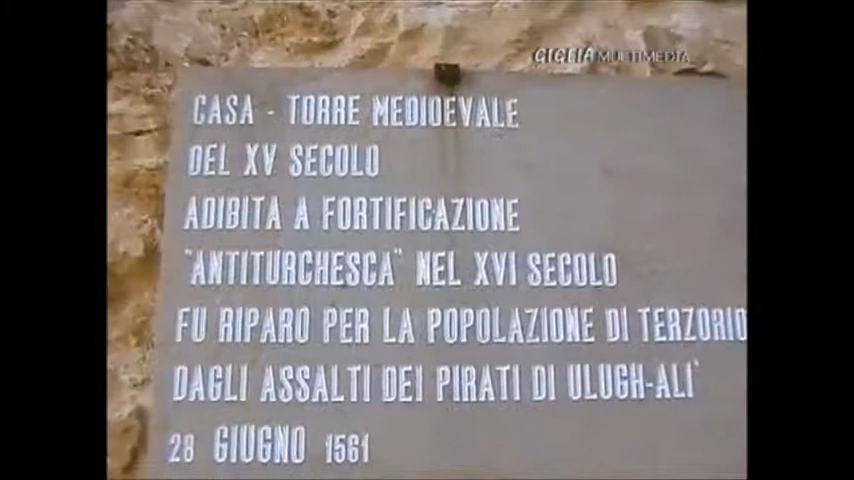 GIGLIA MULTIMEDIA
CASA - TORRE MEDIOEVALE
DEL XV SECOLO
ADIBITA A FORTIFICAZIONE
"ANTITURCHESCA" NEL XVI SECOLO
FU RIPARO PER LA POPOLAZIONE DI TERZORIO
DAGLI ASSALTI DEI PIRATI DI ULUGH-ALI'
28 GIUGNO 1561